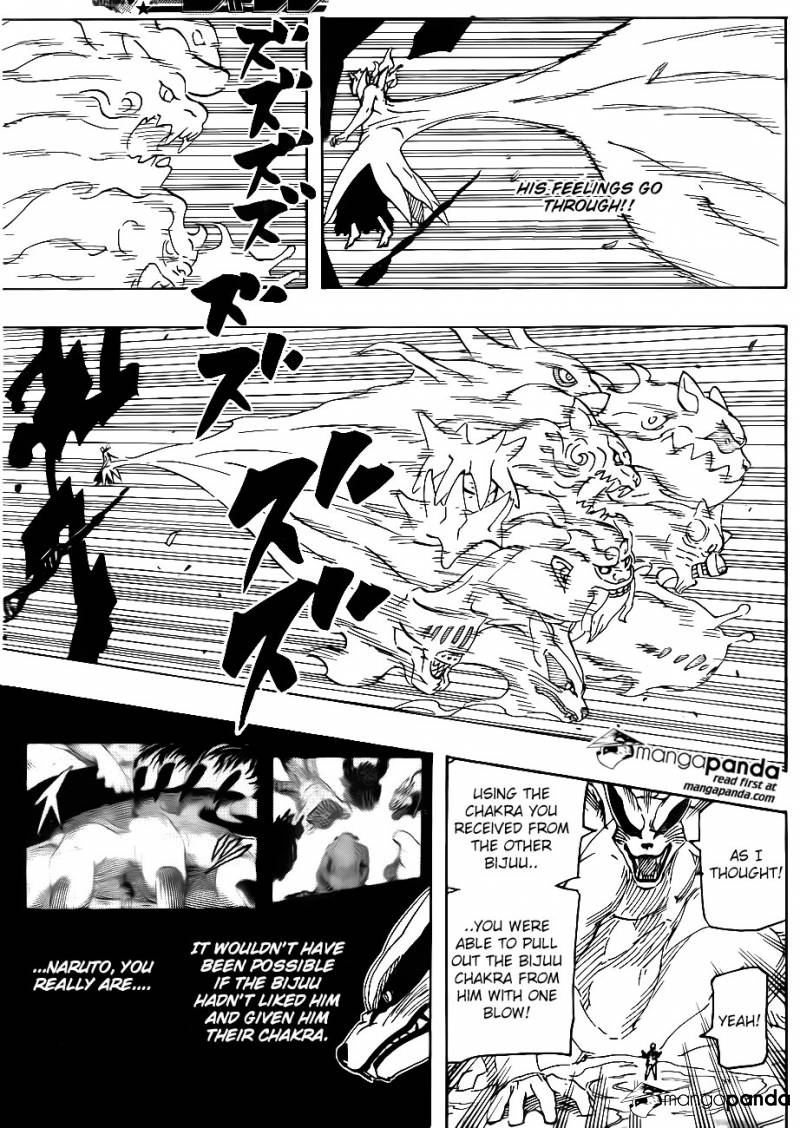 HIS FEELINGS GO
THROUGH!!
ズズズズズズ
ズズズ
mangapanda
read first at
mangapanda.com
AS I
THOUGHT!
USING THE
CHAKRA YOU
RECEIVED FROM
THE OTHER
BIJUU..
..YOU WERE
ABLE TO PULL
OUT THE BIJUU
CHAKRA FROM
HIM WITH ONE
BLOW!
YEAH!
IT WOULDN'T HAVE
BEEN POSSIBLE
IF THE BIJUU
HADN'T LIKED HIM
AND GIVEN HIM
THEIR CHAKRA.
...NARUTO, YOU
REALLY ARE....
mangapanda